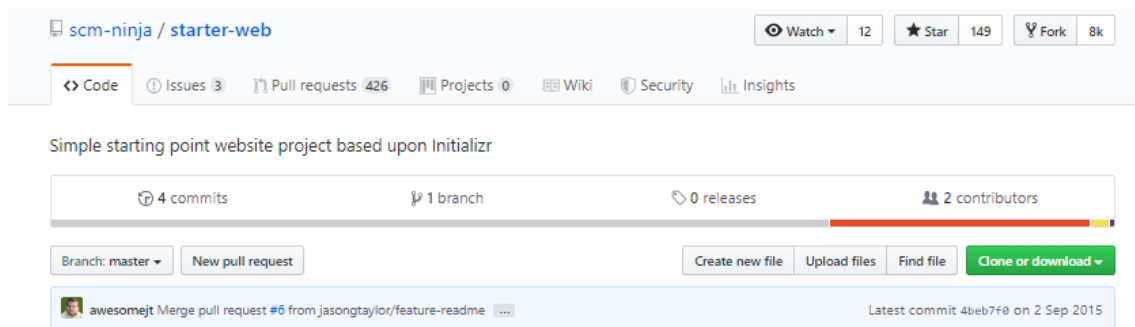 scm-ninja / starter-web
Watch 12 Star 149 Fork 8k
Code Issues 3 Pull requests 426 Projects 0 Wiki Security Insights
Simple starting point website project based upon Initializr
4 commits 1 branch 0 releases 2 contributors
Branch: master New pull request Create new file Upload files Find file Clone or download
awesomejt Merge pull request #6 from jasongtaylor/feature-readme ... Latest commit 4beb7f0 on 2 Sep 2015